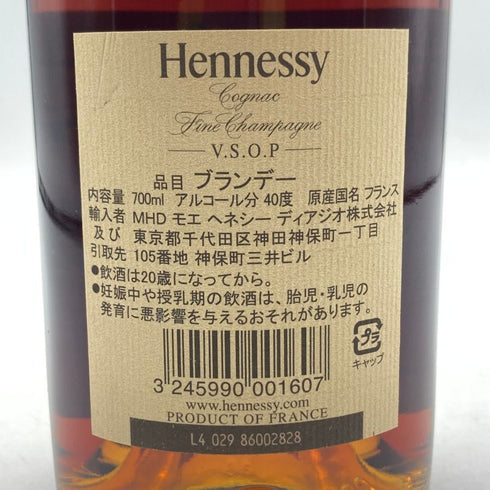 Hennessy
Cognac
Fine Champagne
V.S.O.P
品目 ブランデー
内容量 700ml アルコール分 40度 原産国名 フランス
輸入者 MHD モエ ヘネシー ディアジオ株式会社
及び 東京都千代田区神田神保町一丁目
引取先 105番地 神保町三井ビル
●飲酒は20歳になってから。
●妊娠中や授乳期の飲酒は、胎児・乳児の
発育に悪影響を与えるおそれがあります。
プラ
キャップ
3 245990 001607
www.hennessy.com
PRODUCT OF FRANCE
L4 029 86002828